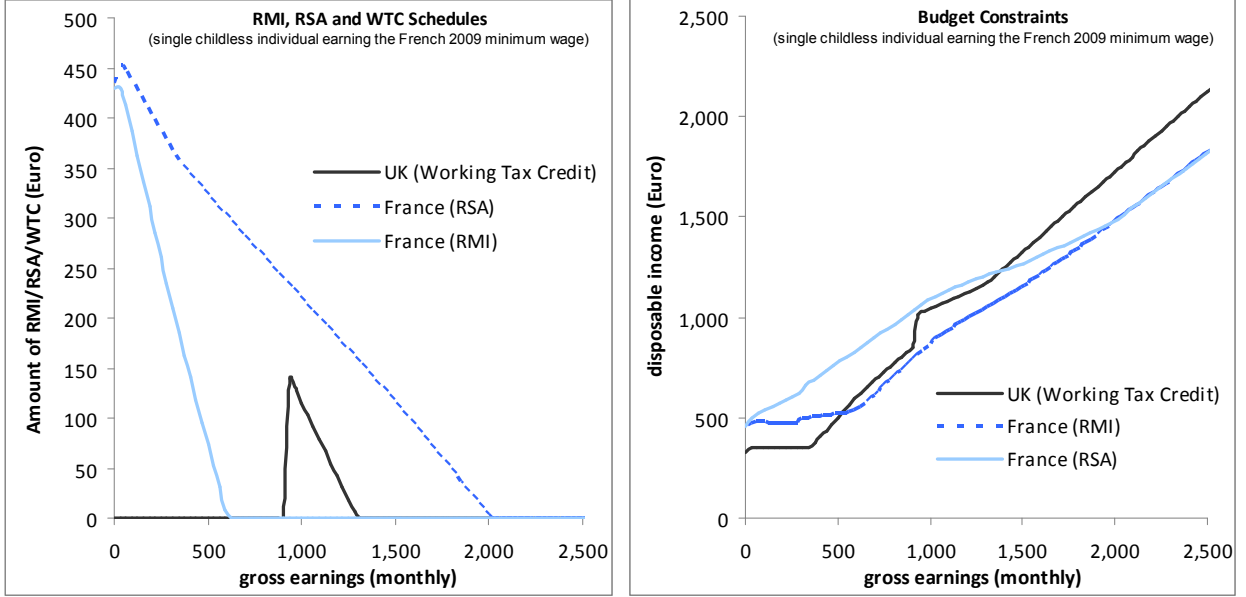 RMI, RSA and WTC Schedules
(single childless individual earning the French 2009 minimum wage)
Amount of RMI/RSA/WTC (Euro)
500
450
400
350
300
250
200
150
100
50
0
UK (Working Tax Credit)
France (RSA)
France (RMI)
0 500 1,000 1,500 2,000 2,500
gross earnings (monthly)
Budget Constraints
(single childless individual earning the French 2009 minimum wage)
disposable income (Euro)
2,000
1,500
1,000
500
0
UK (Working Tax Credit)
France (RMI)
France (RSA)
0 500 1,000 1,500 2,000 2,500
gross earnings (monthly)